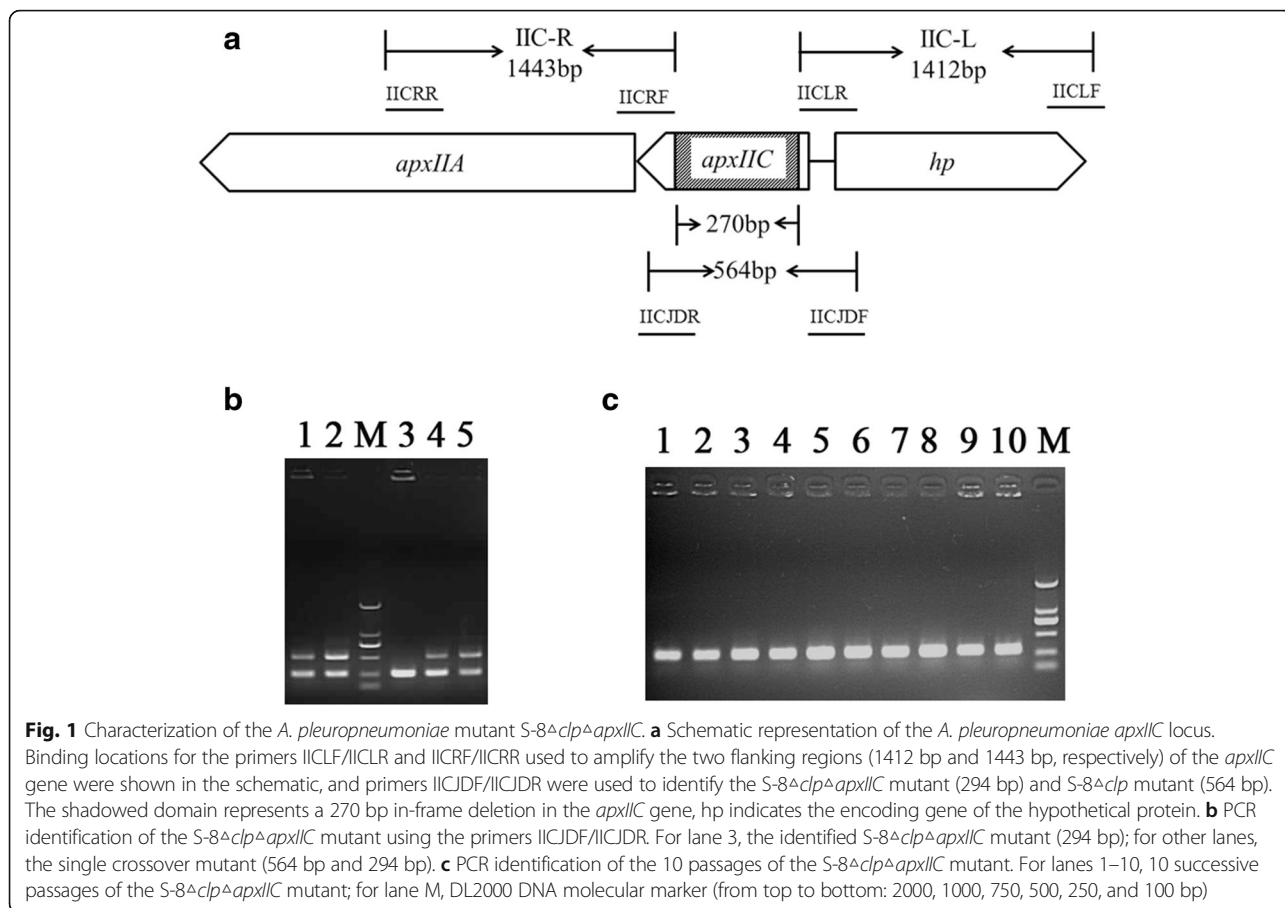 a
IIC-R
1443bp
IIC-L
1412bp
IICRR
IICRF
IICLR
IICLF
apxIIA
apxIIC
hp
270bp
564bp
IICJDR
IICJDF
b
1 2 M 3 4 5
c
1 2 3 4 5 6 7 8 9 10 M
Fig. 1 Characterization of the A. pleuropneumoniae mutant S-8△clp△apxIIC. a Schematic representation of the A. pleuropneumoniae apxIIC locus.
Binding locations for the primers IICLF/IICLR and IICRF/IICRR used to amplify the two flanking regions (1412 bp and 1443 bp, respectively) of the apxIIC
gene were shown in the schematic, and primers IICJDF/IICJDR were used to identify the S-8△clp△apxIIC mutant (294 bp) and S-8△clp mutant (564 bp).
The shadowed domain represents a 270 bp in-frame deletion in the apxIIC gene, hp indicates the encoding gene of the hypothetical protein. b PCR
identification of the S-8△clp△apxIIC mutant using the primers IICJDF/IICJDR. For lane 3, the identified S-8△clp△apxIIC mutant (294 bp); for other lanes,
the single crossover mutant (564 bp and 294 bp). c PCR identification of the 10 passages of the S-8△clp△apxIIC mutant. For lanes 1–10, 10 successive
passages of the S-8△clp△apxIIC mutant; for lane M, DL2000 DNA molecular marker (from top to bottom: 2000, 1000, 750, 500, 250, and 100 bp)